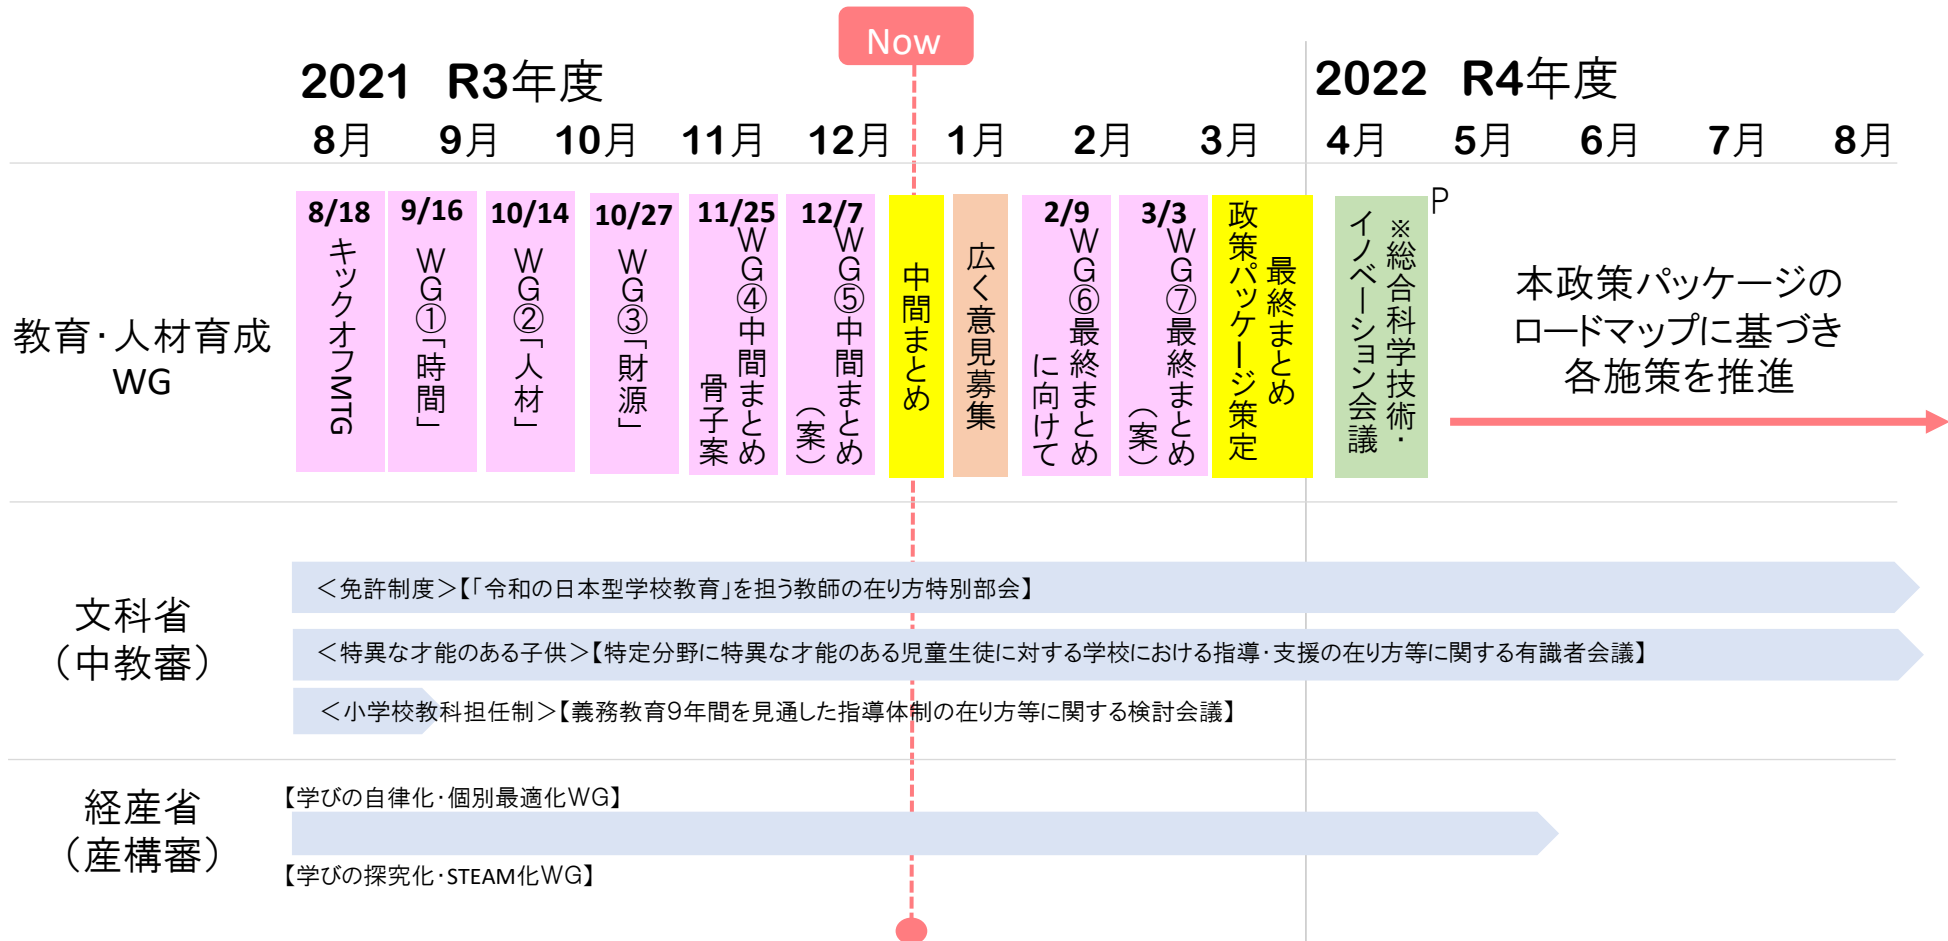 Now
2021 R3年度
2022 R4年度
8月 9月 10月 11月 12月 1月 2月 3月 4月 5月 6月 7月 8月
教育・人材育成
WG
8/18
キックオフMTG
9/16
WG①「時間」
10/14
WG②「人材」
10/27
WG③「財源」
11/25
WG④中間まとめ
骨子案
12/7
WG⑤中間まとめ
（案）
中間まとめ
広く意見募集
2/9
WG⑥最終まとめ
に向けて
3/3
WG⑦最終まとめ
（案）
最終まとめ
政策パッケージ策定
※総合科学技術・
イノベーション会議
P
本政策パッケージの
ロードマップに基づき
各施策を推進
文科省
（中教審）
＜免許制度＞【「令和の日本型学校教育」を担う教師の在り方特別部会】
＜特異な才能のある子供＞【特定分野に特異な才能のある児童生徒に対する学校における指導・支援の在り方等に関する有識者会議】
＜小学校教科担任制＞【義務教育9年間を見通した指導体制の在り方等に関する検討会議】
経産省
（産構審）
【学びの自律化・個別最適化WG】
【学びの探究化・STEAM化WG】